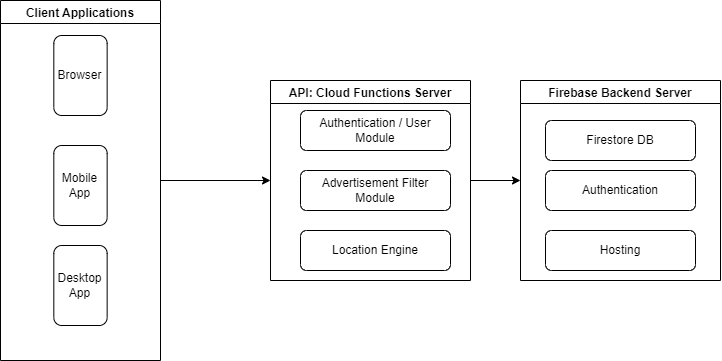 Client Applications
Browser
Mobile
App
Desktop
App
API: Cloud Functions Server
Authentication / User
Module
Advertisement Filter
Module
Location Engine
Firebase Backend Server
Firestore DB
Authentication
Hosting